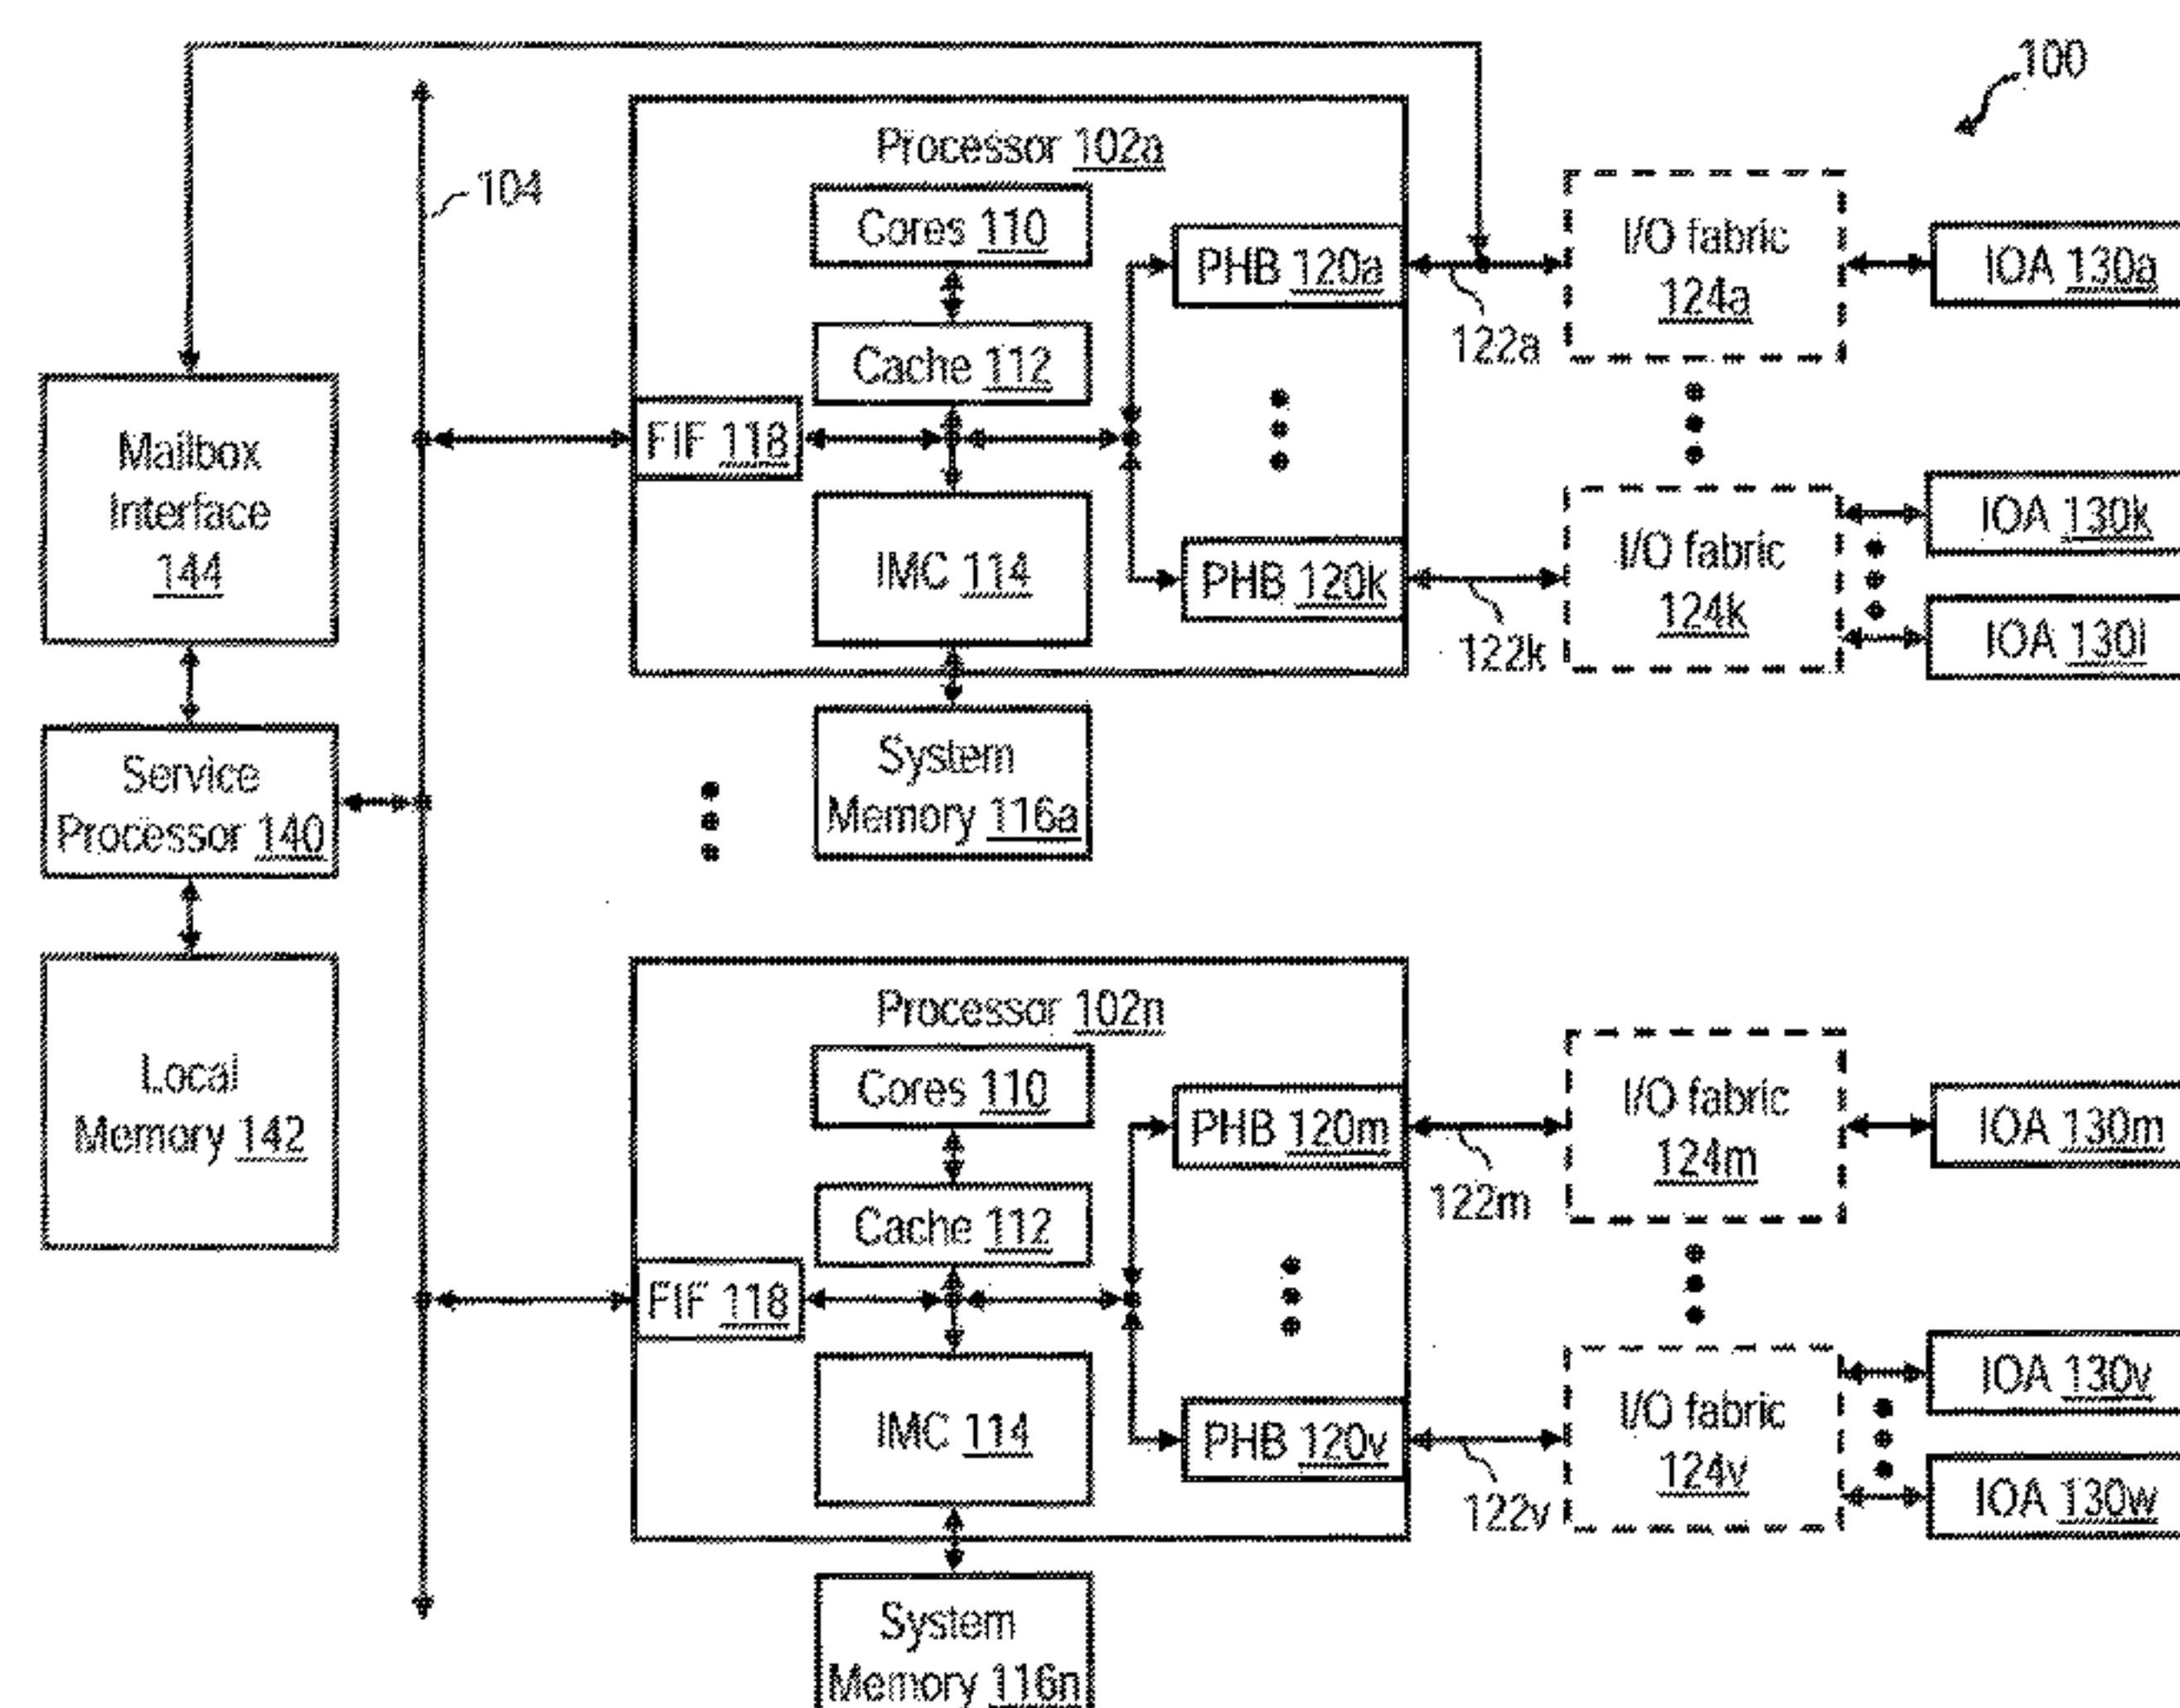 100
104
Processor 102a
Cores 110
Cache 112
FIF 118
IMC 114
PHB 120a
PHB 120k
122a
122k
I/O fabric
124a
I/O fabric
124k
IOA 130a
IOA 130k
IOA 130l
System
Memory 116a
Mailbox
Interface
144
Service
Processor 140
Local
Memory 142
Processor 102n
Cores 110
Cache 112
FIF 118
IMC 114
PHB 120m
PHB 120v
122m
122v
I/O fabric
124m
I/O fabric
124v
IOA 130m
IOA 130v
IOA 130w
System
Memory 116n